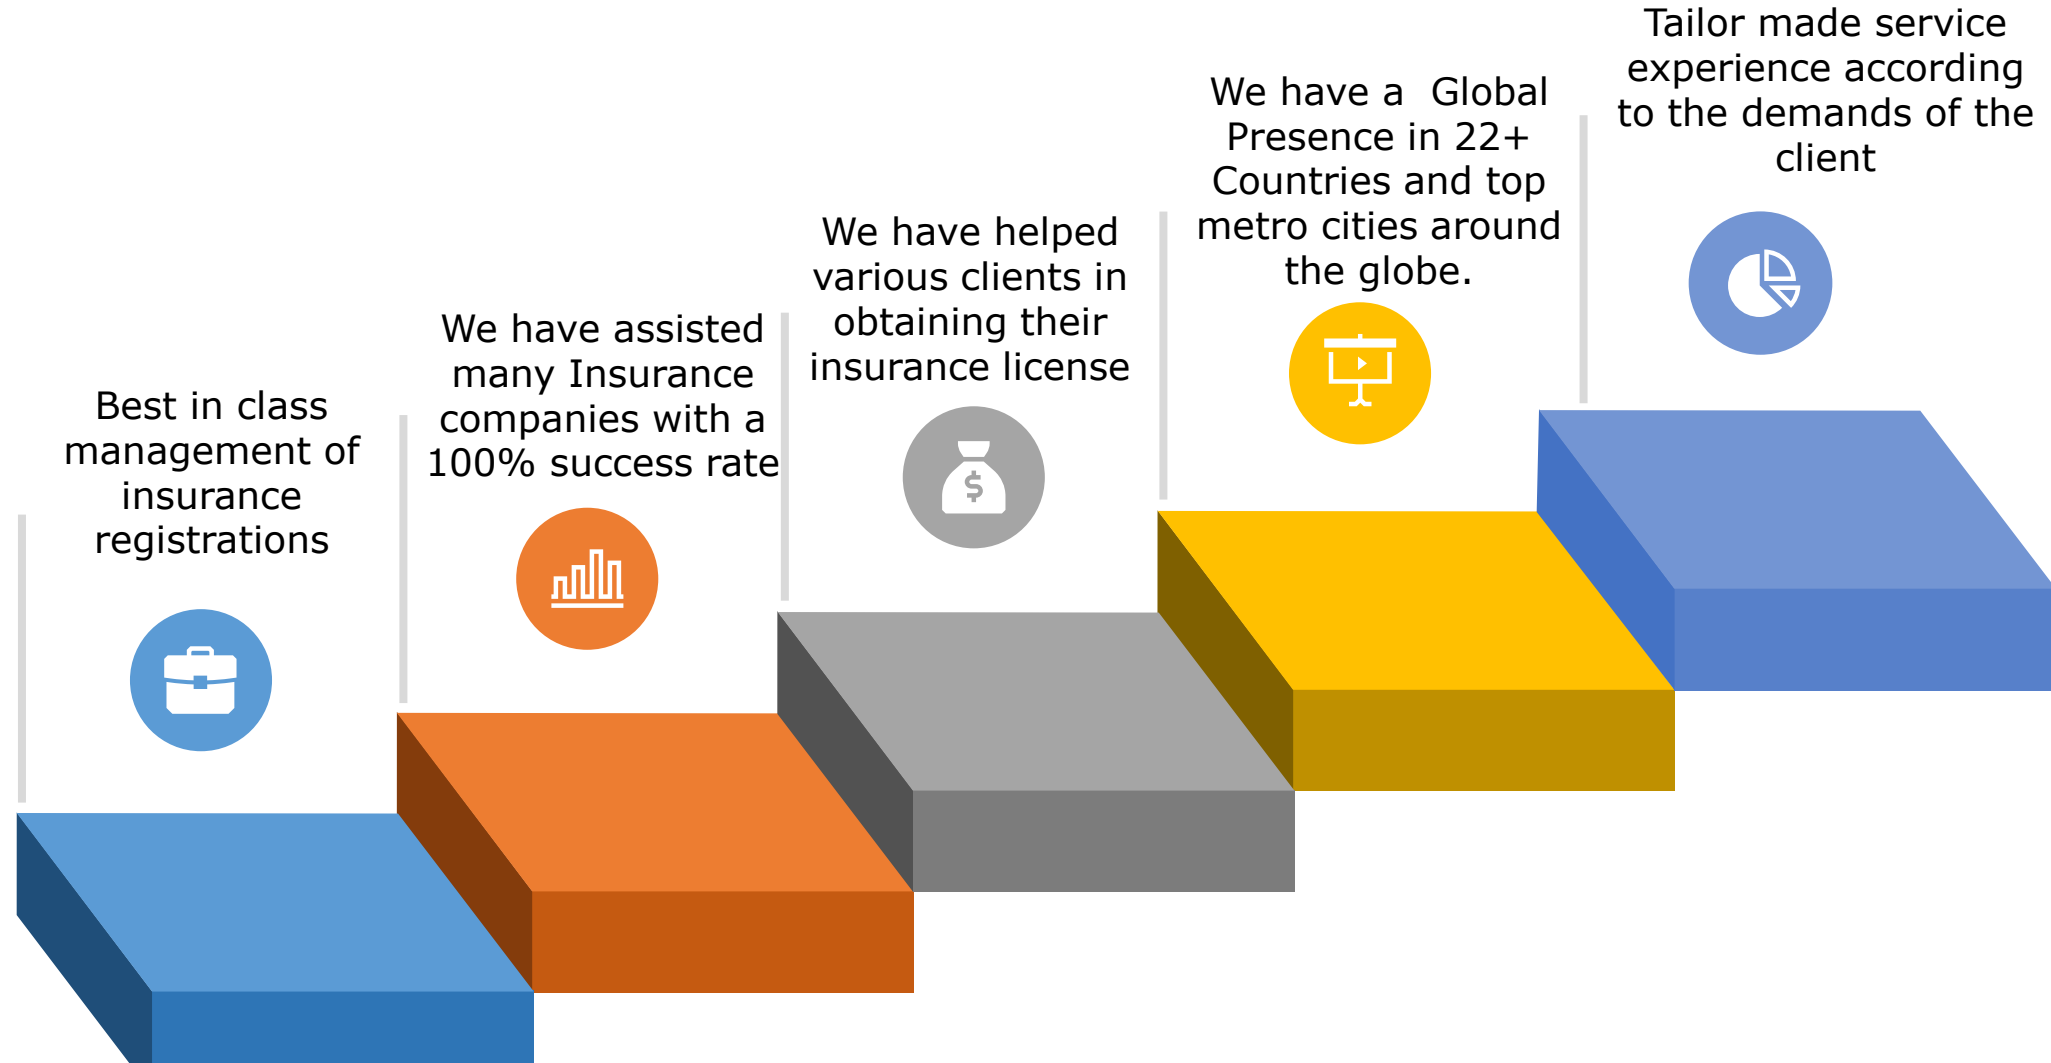 Best in class
management of
insurance
registrations
We have assisted
many Insurance
companies with a
100% success rate
We have helped
various clients in
obtaining their
insurance license
$
We have a  Global
Presence in 22+
Countries and top
metro cities around
the globe.
Tailor made service
experience according
to the demands of the
client